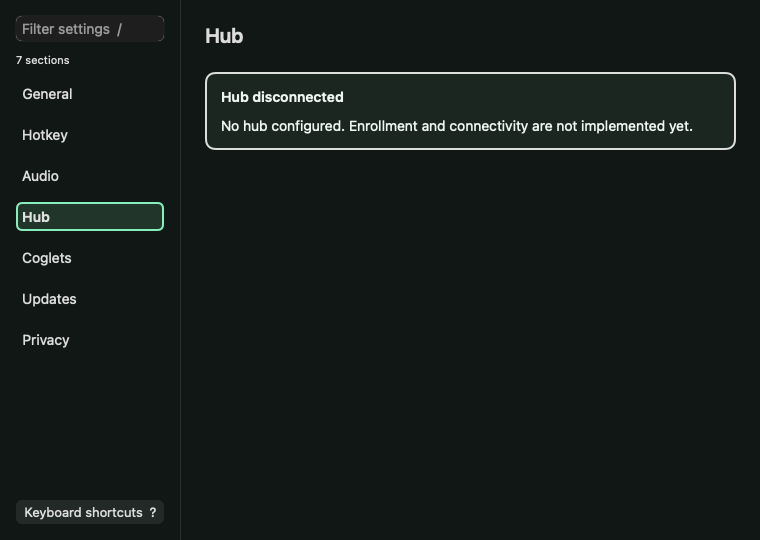 Filter settings /
7 sections
General
Hotkey
Audio
Hub
Coglets
Updates
Privacy
Keyboard shortcuts ?
Hub
Hub disconnected
No hub configured. Enrollment and connectivity are not implemented yet.